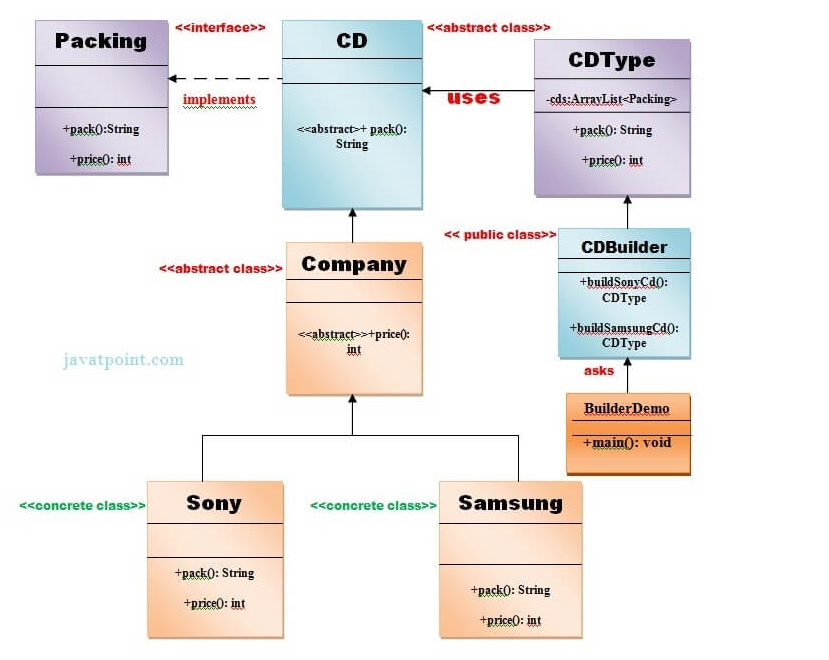 Packing
<<interface>>
+pack():String
+price(): int
implements
CD
<<abstract>+ pack():
String
<<abstract class>>
uses
CDType
-cds:ArrayList<Packing>
+pack(): String
+price(): int
<<abstract class>>
Company
<<abstract>>+price():
int
<< public class>>
CDBuilder
+buildSonyCd():
CDType
+buildSamsungCd():
CDType
asks
BuilderDemo
+main(): void
javatpoint.com
<<concrete class>>
Sony
+pack(): String
+price(): int
<<concrete class>>
Samsung
+pack(): String
+price(): int